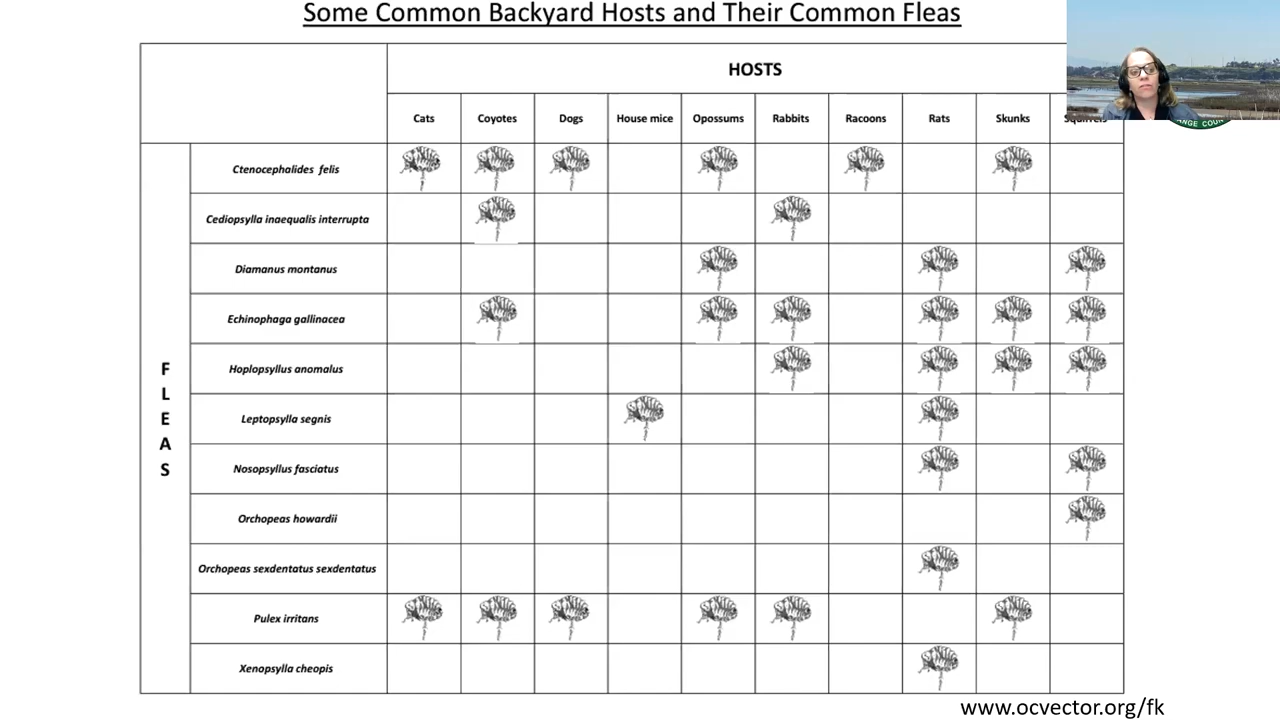 Some Common Backyard Hosts and Their Common Fleas
HOSTS
Cats Coyotes Dogs House mice Opossums Rabbits Racoons Rats Skunks Squirrels
FLEAS
Ctenocephalides felis
Cediopsylla inaequalis interrupta
Diamanus montanus
Echinophaga gallinacea
Hoplopsyllus anomalus
Leptopsylla segnis
Nosopsyllus fasciatus
Orchopeas howardii
Orchopeas sexdentatus sexdentatus
Pulex irritans
Xenopsylla cheopis
www.ocvector.org/fk